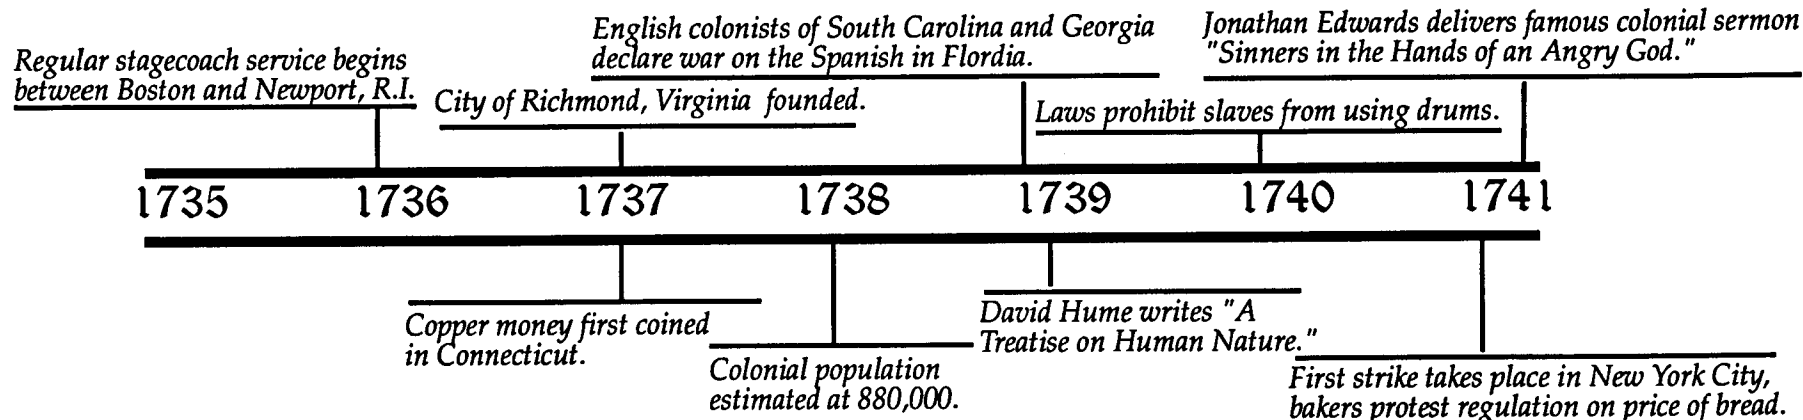 English colonists of South Carolina and Georgia
declare war on the Spanish in Flordia.
Jonathan Edwards delivers famous colonial sermon
"Sinners in the Hands of an Angry God."
Regular stagecoach service begins
between Boston and Newport, R.I.
City of Richmond, Virginia founded.
Laws prohibit slaves from using drums.
1735 1736 1737 1738 1739 1740 1741
Copper money first coined
in Connecticut.
Colonial population
estimated at 880,000.
David Hume writes "A
Treatise on Human Nature."
First strike takes place in New York City,
bakers protest regulation on price of bread.